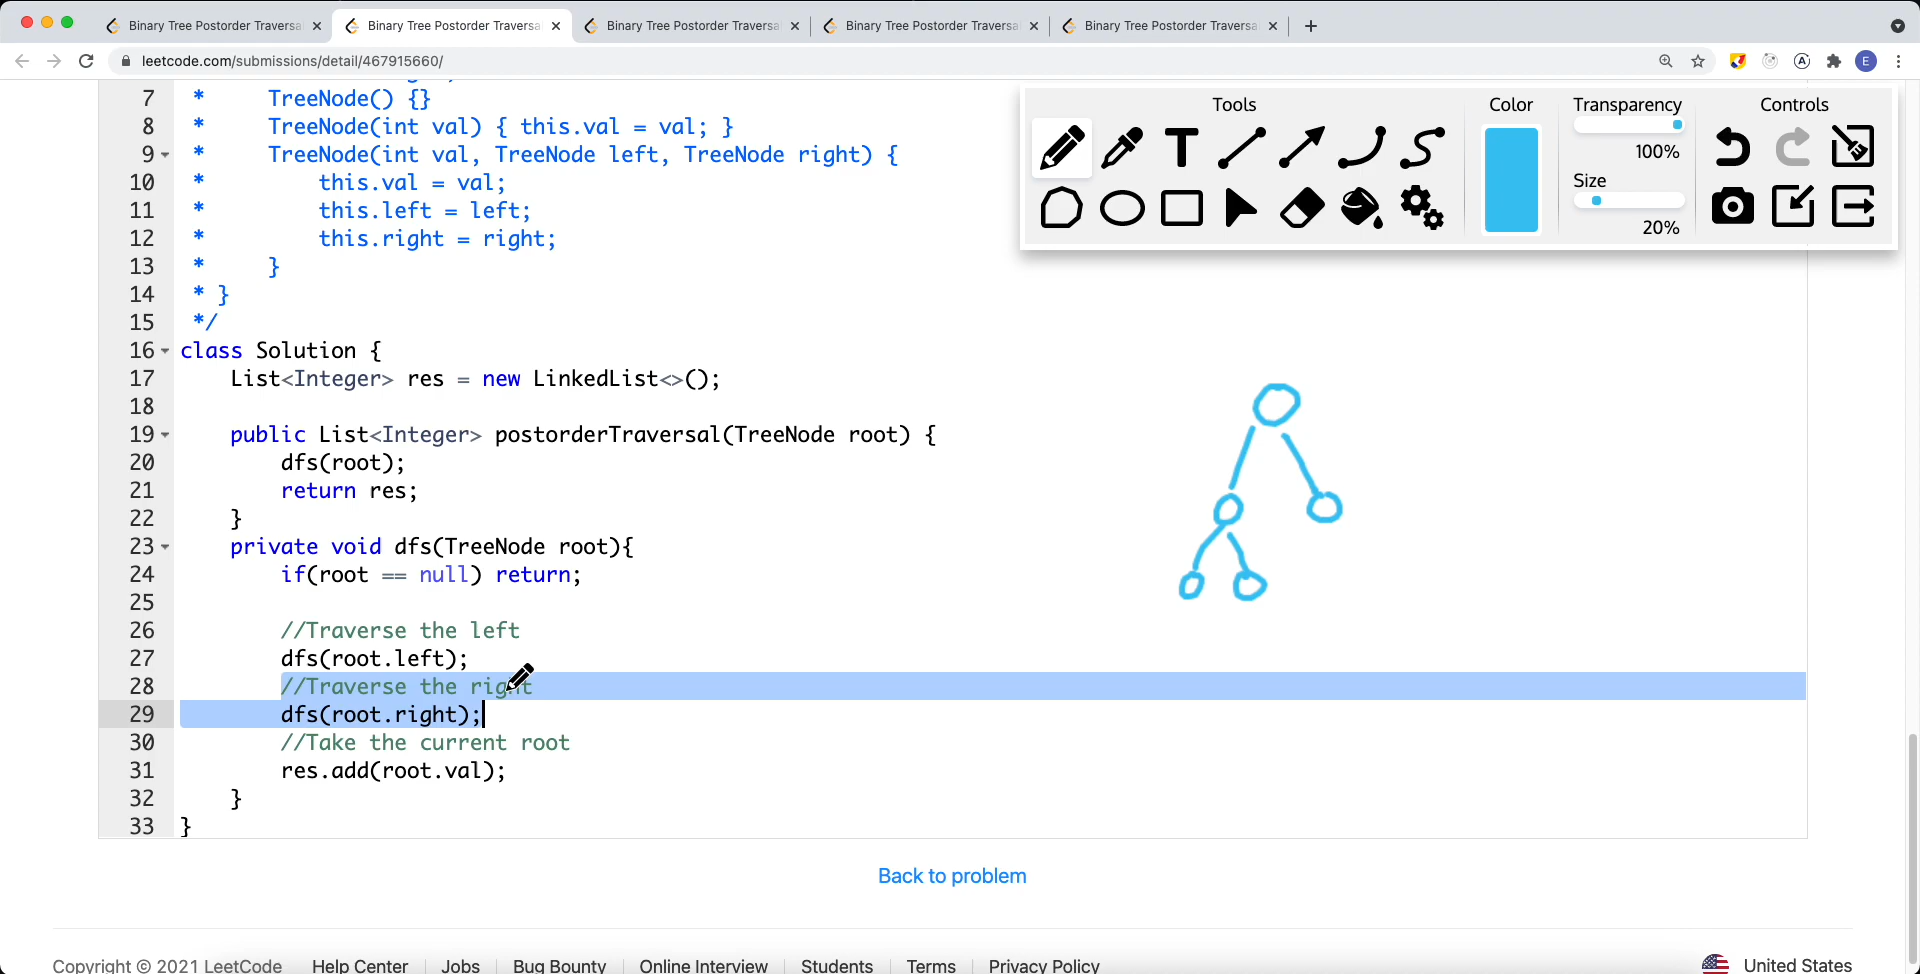 Binary Tree Postorder Traversa
Binary Tree Postorder Traversa
Binary Tree Postorder Traversa
Binary Tree Postorder Traversa
Binary Tree Postorder Traversa
leetcode.com/submissions/detail/467915660/
E
Tools
Color
Transparency
100%
Size
20%
Controls
7 * TreeNode() {}
8 * TreeNode(int val) { this.val = val; }
9 * TreeNode(int val, TreeNode left, TreeNode right) {
10 * this.val = val;
11 * this.left = left;
12 * this.right = right;
13 * }
14 * }
15 */
16 class Solution {
17 List<Integer> res = new LinkedList<>();
18
19 public List<Integer> postorderTraversal(TreeNode root) {
20 dfs(root);
21 return res;
22 }
23 private void dfs(TreeNode root){
24 if(root == null) return;
25
26 //Traverse the left
27 dfs(root.left);
28 //Traverse the right
29 dfs(root.right);
30 //Take the current root
31 res.add(root.val);
32 }
33 }
Back to problem
Copyright © 2021 LeetCode Help Center Jobs Bug Bounty Online Interview Students Terms Privacy Policy United States